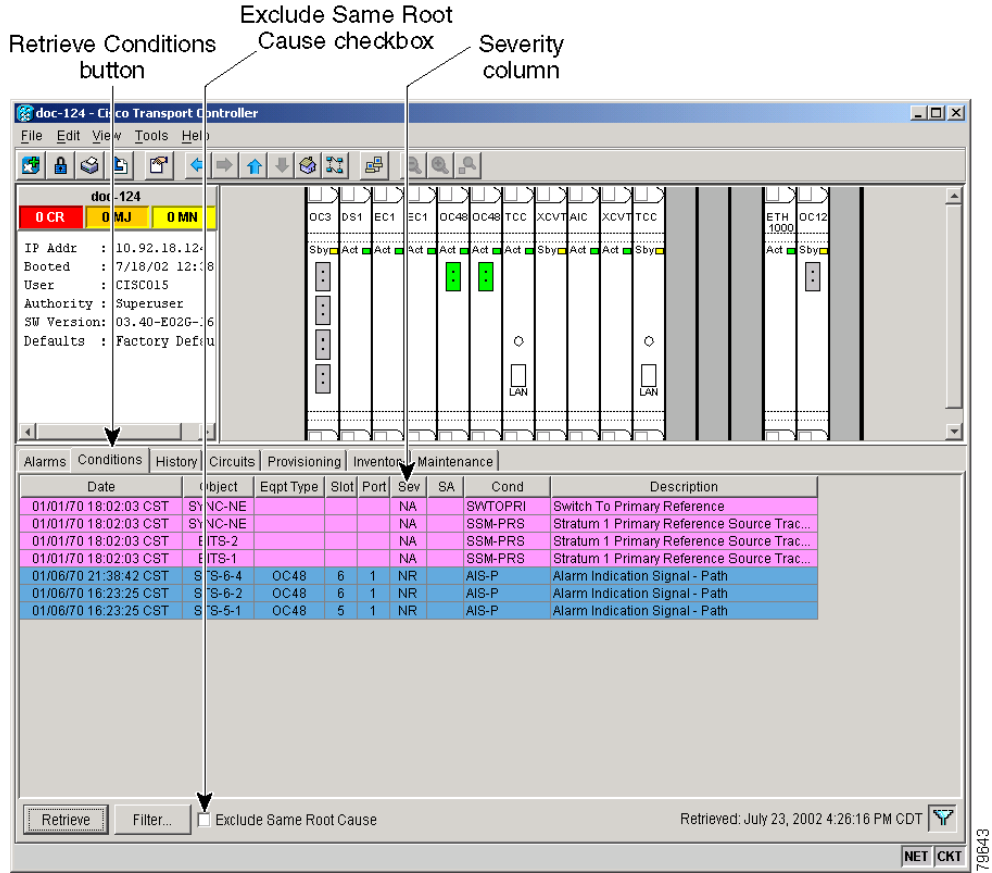 Exclude Same Root
Cause checkbox
Retrieve Conditions
button
Severity
column
doc-124 - Cisco Transport Controller
File Edit View Tools Help
doc-124
0 CR 0 MJ 0 MN
IP Addr : 10.92.18.124
Booted : 7/18/02 12:38
User : CISCO15
Authority : Superuser
SW Version: 03.40-E02G-16
Defaults : Factory Defau
OC3 DS1 EC1 EC1 OC48 OC48 TCC XCVT AIC XCVT TCC ETH 1000 OC12
Sby Act Act Act Act Act Act Sby Act Act Sby Act Sby
LAN LAN
Alarms Conditions History Circuits Provisioning Inventory Maintenance
Date Object Eqpt Type Slot Port Sev SA Cond Description
01/01/70 18:02:03 CST SYNC-NE NA SWTOPRI Switch To Primary Reference
01/01/70 18:02:03 CST SYNC-NE NA SSM-PRS Stratum 1 Primary Reference Source Trac...
01/01/70 18:02:03 CST BITS-2 NA SSM-PRS Stratum 1 Primary Reference Source Trac...
01/01/70 18:02:03 CST BITS-1 NA SSM-PRS Stratum 1 Primary Reference Source Trac...
01/06/70 21:38:42 CST STS-6-4 OC48 6 1 NR AIS-P Alarm Indication Signal - Path
01/06/70 16:23:25 CST STS-6-2 OC48 6 1 NR AIS-P Alarm Indication Signal - Path
01/06/70 16:23:25 CST STS-5-1 OC48 5 1 NR AIS-P Alarm Indication Signal - Path
Retrieve Filter... Exclude Same Root Cause Retrieved: July 23, 2002 4:26:16 PM CDT
NET CKT
79643